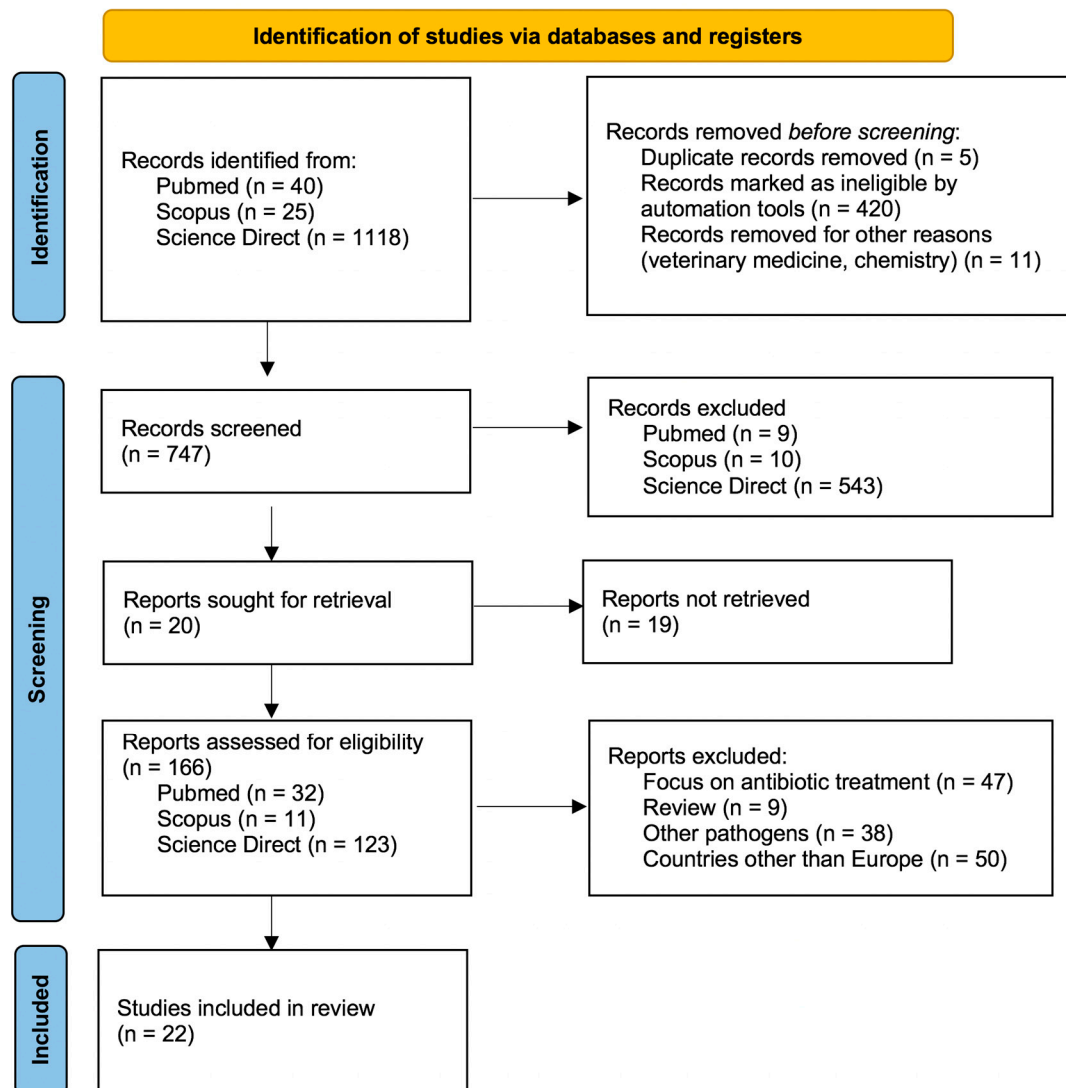 Identification of studies via databases and registers
Identification
Records identified from:
Pubmed (n = 40)
Scopus (n = 25)
Science Direct (n = 1118)
Records removed before screening:
Duplicate records removed (n = 5)
Records marked as ineligible by
automation tools (n = 420)
Records removed for other reasons
(veterinary medicine, chemistry) (n = 11)
Screening
Records screened
(n = 747)
Records excluded
Pubmed (n = 9)
Scopus (n = 10)
Science Direct (n = 543)
Reports sought for retrieval
(n = 20)
Reports not retrieved
(n = 19)
Reports assessed for eligibility
(n = 166)
Pubmed (n = 32)
Scopus (n = 11)
Science Direct (n = 123)
Reports excluded:
Focus on antibiotic treatment (n = 47)
Review (n = 9)
Other pathogens (n = 38)
Countries other than Europe (n = 50)
Included
Studies included in review
(n = 22)